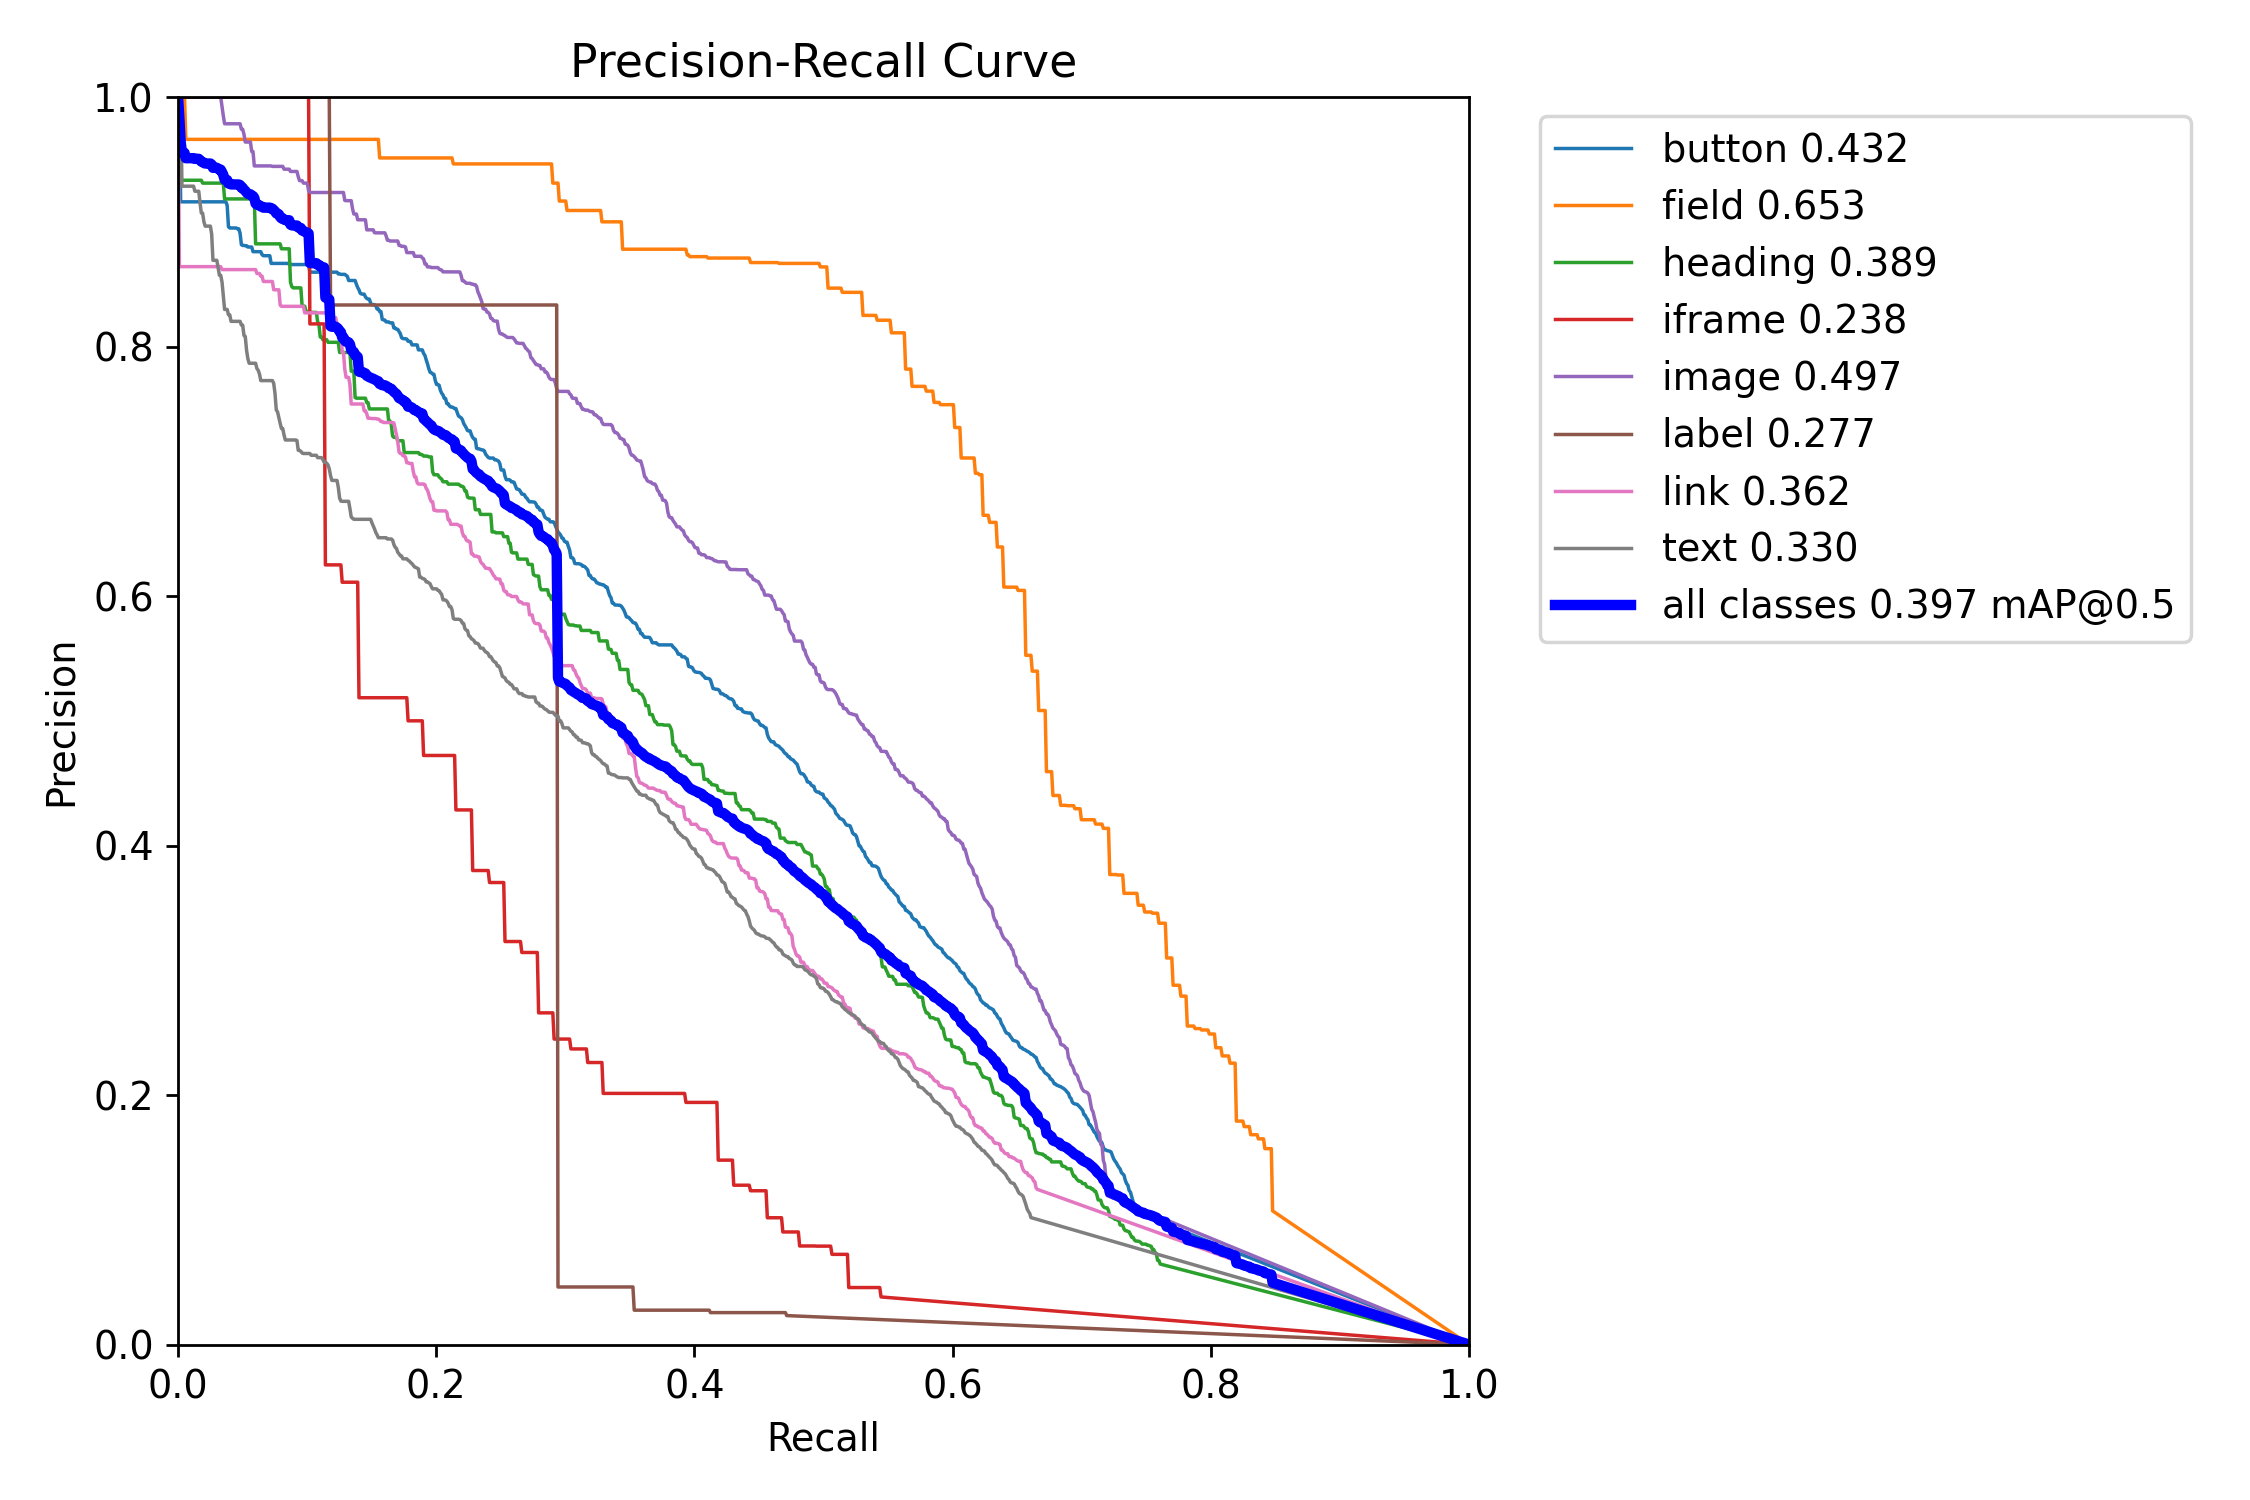 Precision-Recall Curve
1.0
0.8
0.6
0.4
0.2
0.0
Precision
0.0 0.2 0.4 0.6 0.8 1.0
Recall
button 0.432
field 0.653
heading 0.389
iframe 0.238
image 0.497
label 0.277
link 0.362
text 0.330
all classes 0.397 mAP@0.5